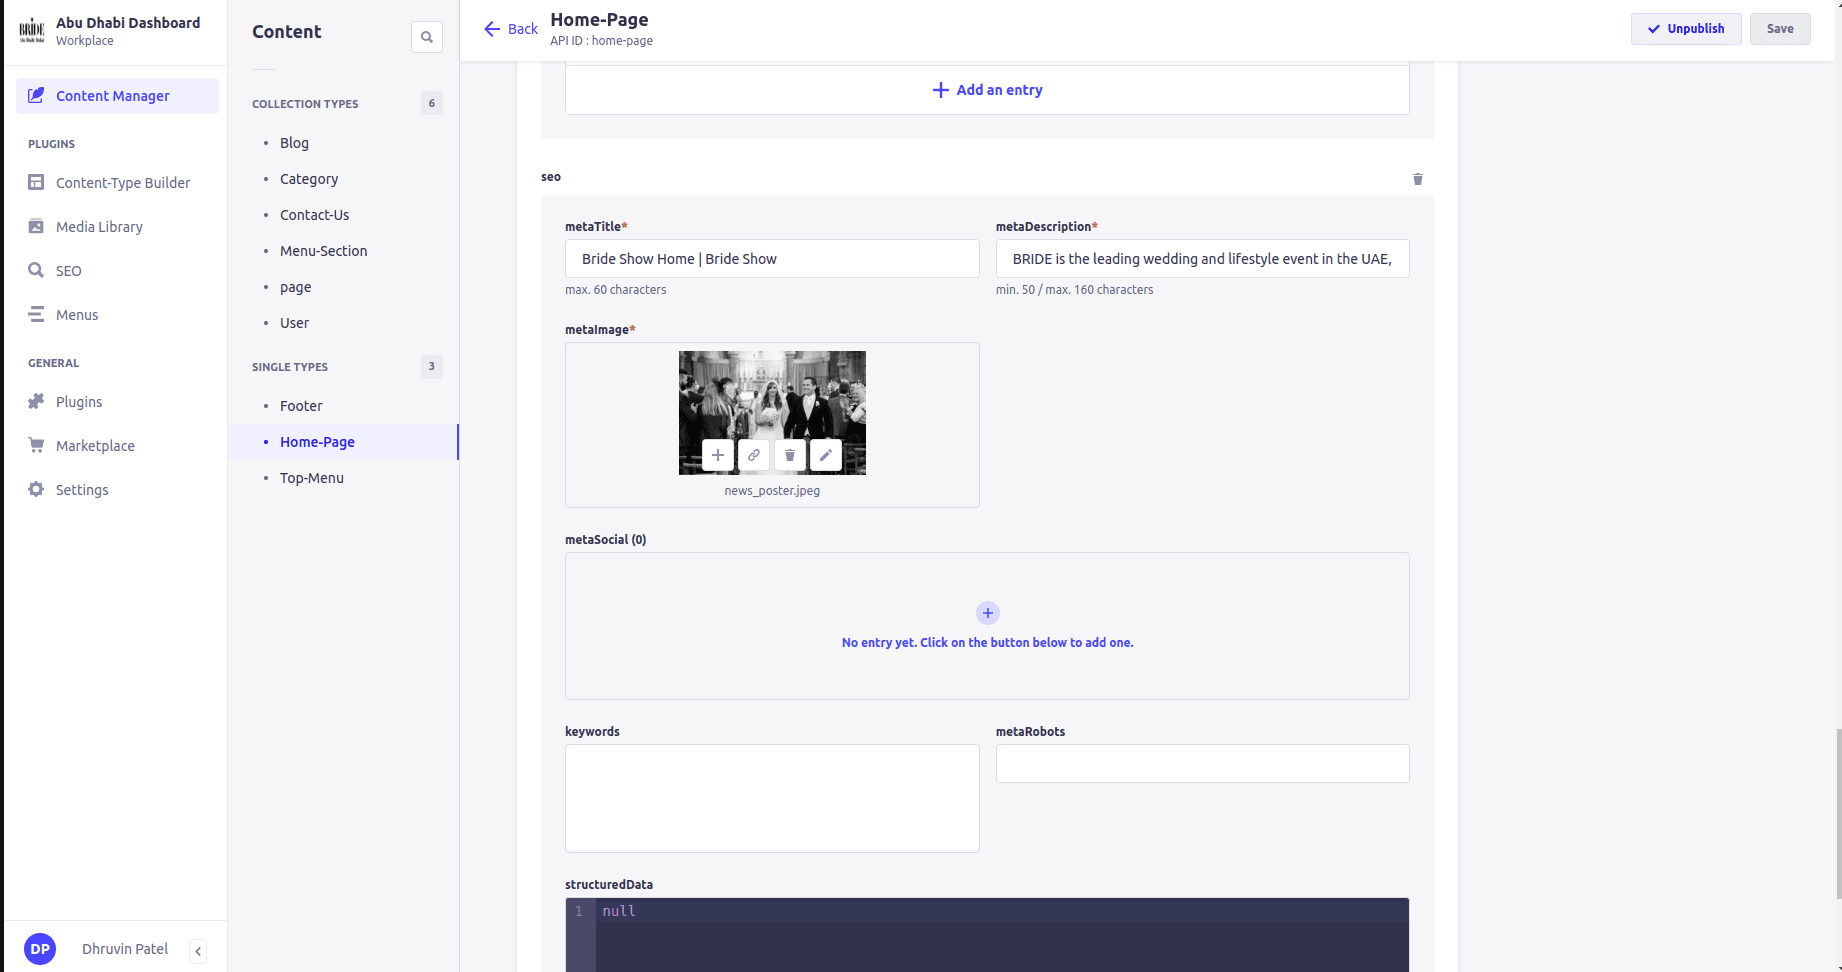 BRIDE
Abu Dhabi Dashboard
Workplace
Content Manager
PLUGINS
Content-Type Builder
Media Library
SEO
Menus
GENERAL
Plugins
Marketplace
Settings
DP
Dhruvin Patel
Content
COLLECTION TYPES 6
Blog
Category
Contact-Us
Menu-Section
page
User
SINGLE TYPES 3
Footer
Home-Page
Top-Menu
Back
Home-Page
API ID : home-page
Unpublish
Save
Add an entry
seo
metaTitle* metaDescription*
Bride Show Home | Bride Show BRIDE is the leading wedding and lifestyle event in the UAE,
max. 60 characters min. 50 / max. 160 characters
metaImage*
news_poster.jpeg
metaSocial (0)
No entry yet. Click on the button below to add one.
keywords metaRobots
structuredData
1 null